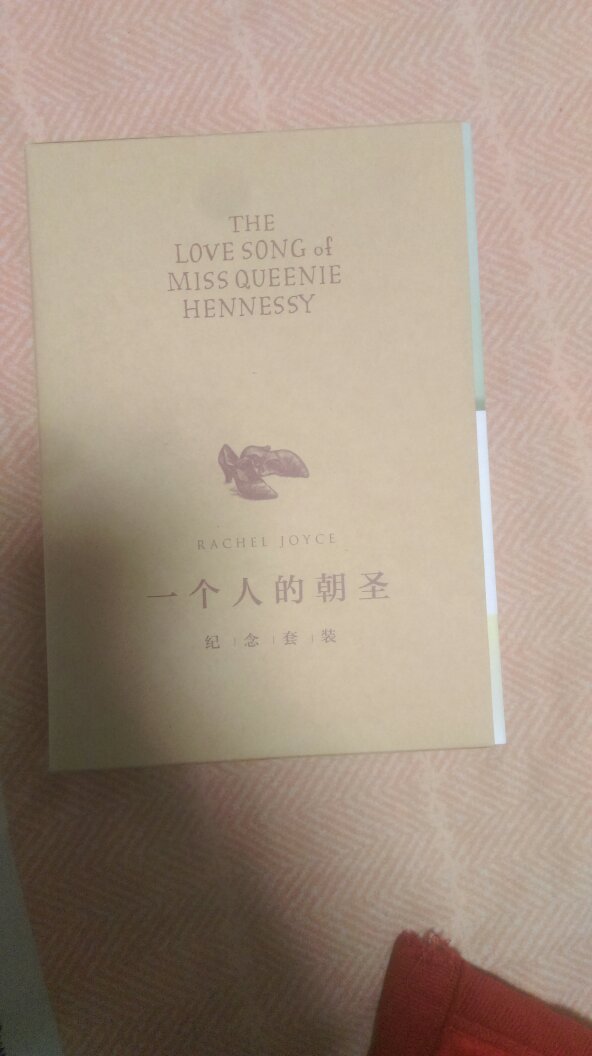 THE
LOVE SONG of
MISS QUEENIE
HENNESSY
RACHEL JOYCE
一个人的朝圣
纪|念|套|装